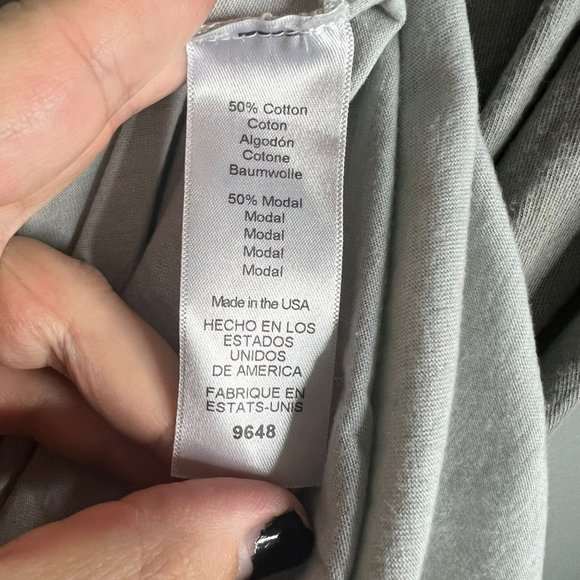 50% Cotton
Coton
Algodón
Cotone
Baumwolle
50% Modal
Modal
Modal
Modal
Modal
Made in the USA
HECHO EN LOS
ESTADOS
UNIDOS
DE AMERICA
FABRIQUE EN
ESTATS-UNIS
9648